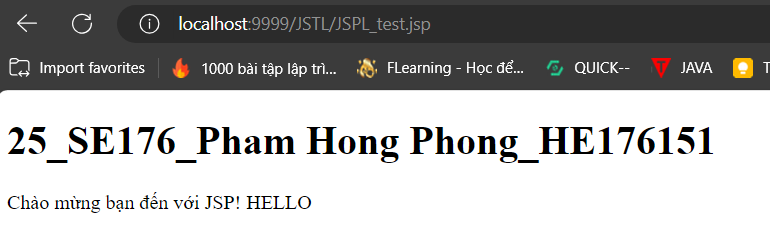 localhost:9999/JSTL/JSPL_test.jsp
Import favorites 1000 bài tập lập trì... FLearning - Học để... QUICK-- JAVA T
25_SE176_Pham Hong Phong_HE176151
Chào mừng bạn đến với JSP! HELLO